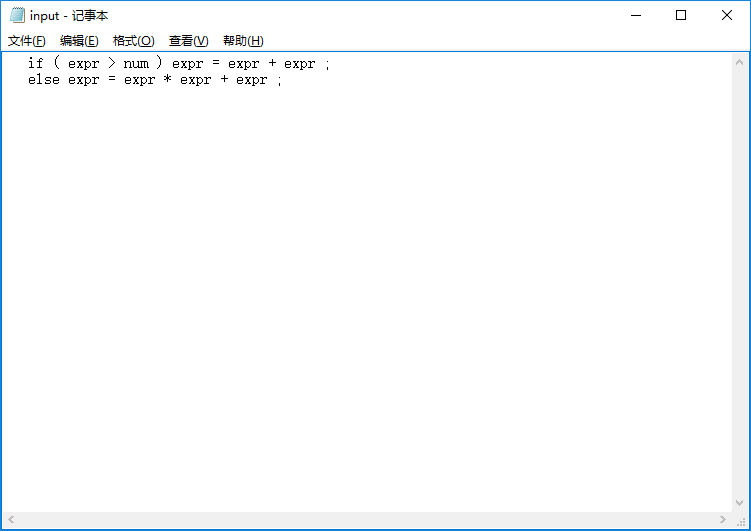 input - 记事本
文件(F) 编辑(E) 格式(O) 查看(V) 帮助(H)
if ( expr > num ) expr = expr + expr ;
else expr = expr * expr + expr ;